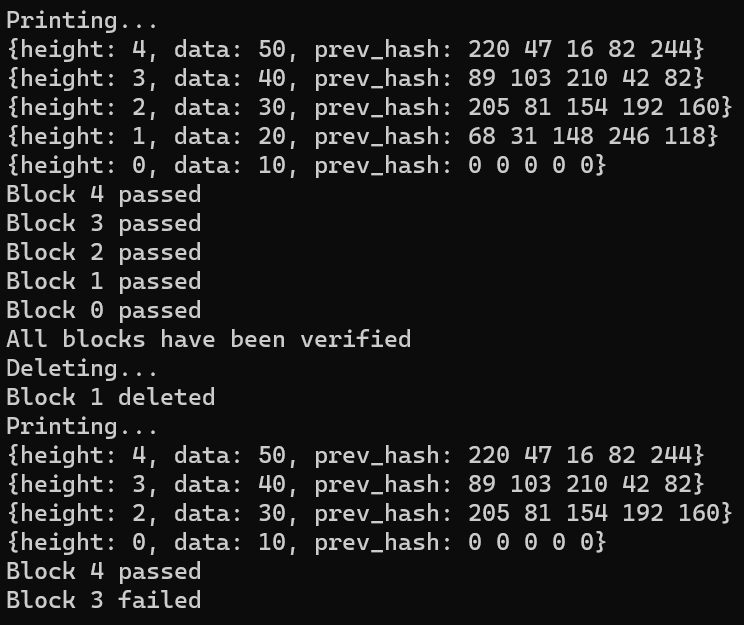 Printing...
{height: 4, data: 50, prev_hash: 220 47 16 82 244}
{height: 3, data: 40, prev_hash: 89 103 210 42 82}
{height: 2, data: 30, prev_hash: 205 81 154 192 160}
{height: 1, data: 20, prev_hash: 68 31 148 246 118}
{height: 0, data: 10, prev_hash: 0 0 0 0 0}
Block 4 passed
Block 3 passed
Block 2 passed
Block 1 passed
Block 0 passed
All blocks have been verified
Deleting...
Block 1 deleted
Printing...
{height: 4, data: 50, prev_hash: 220 47 16 82 244}
{height: 3, data: 40, prev_hash: 89 103 210 42 82}
{height: 2, data: 30, prev_hash: 205 81 154 192 160}
{height: 0, data: 10, prev_hash: 0 0 0 0 0}
Block 4 passed
Block 3 failed